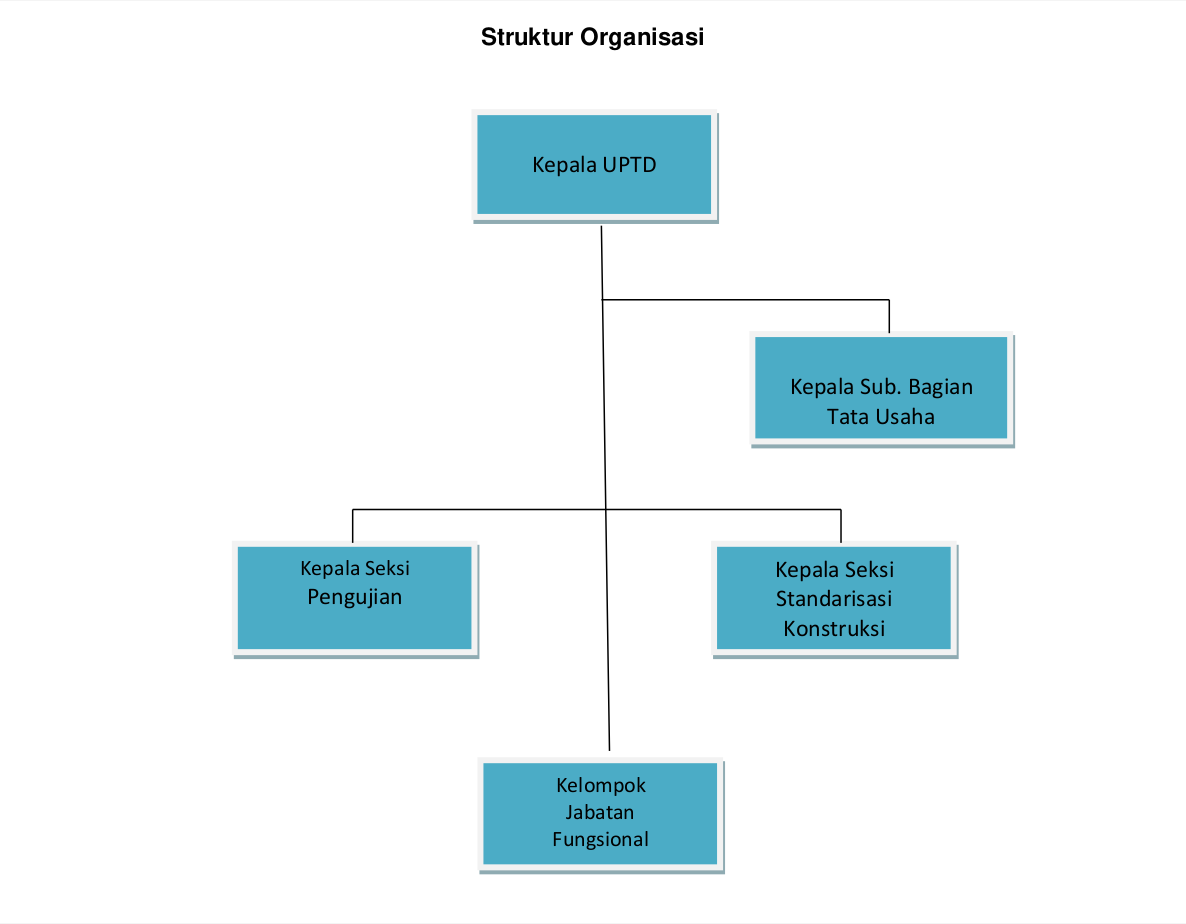 Struktur Organisasi
Kepala UPTD
Kepala Sub. Bagian
Tata Usaha
Kepala Seksi
Pengujian
Kepala Seksi
Standarisasi
Konstruksi
Kelompok
Jabatan
Fungsional